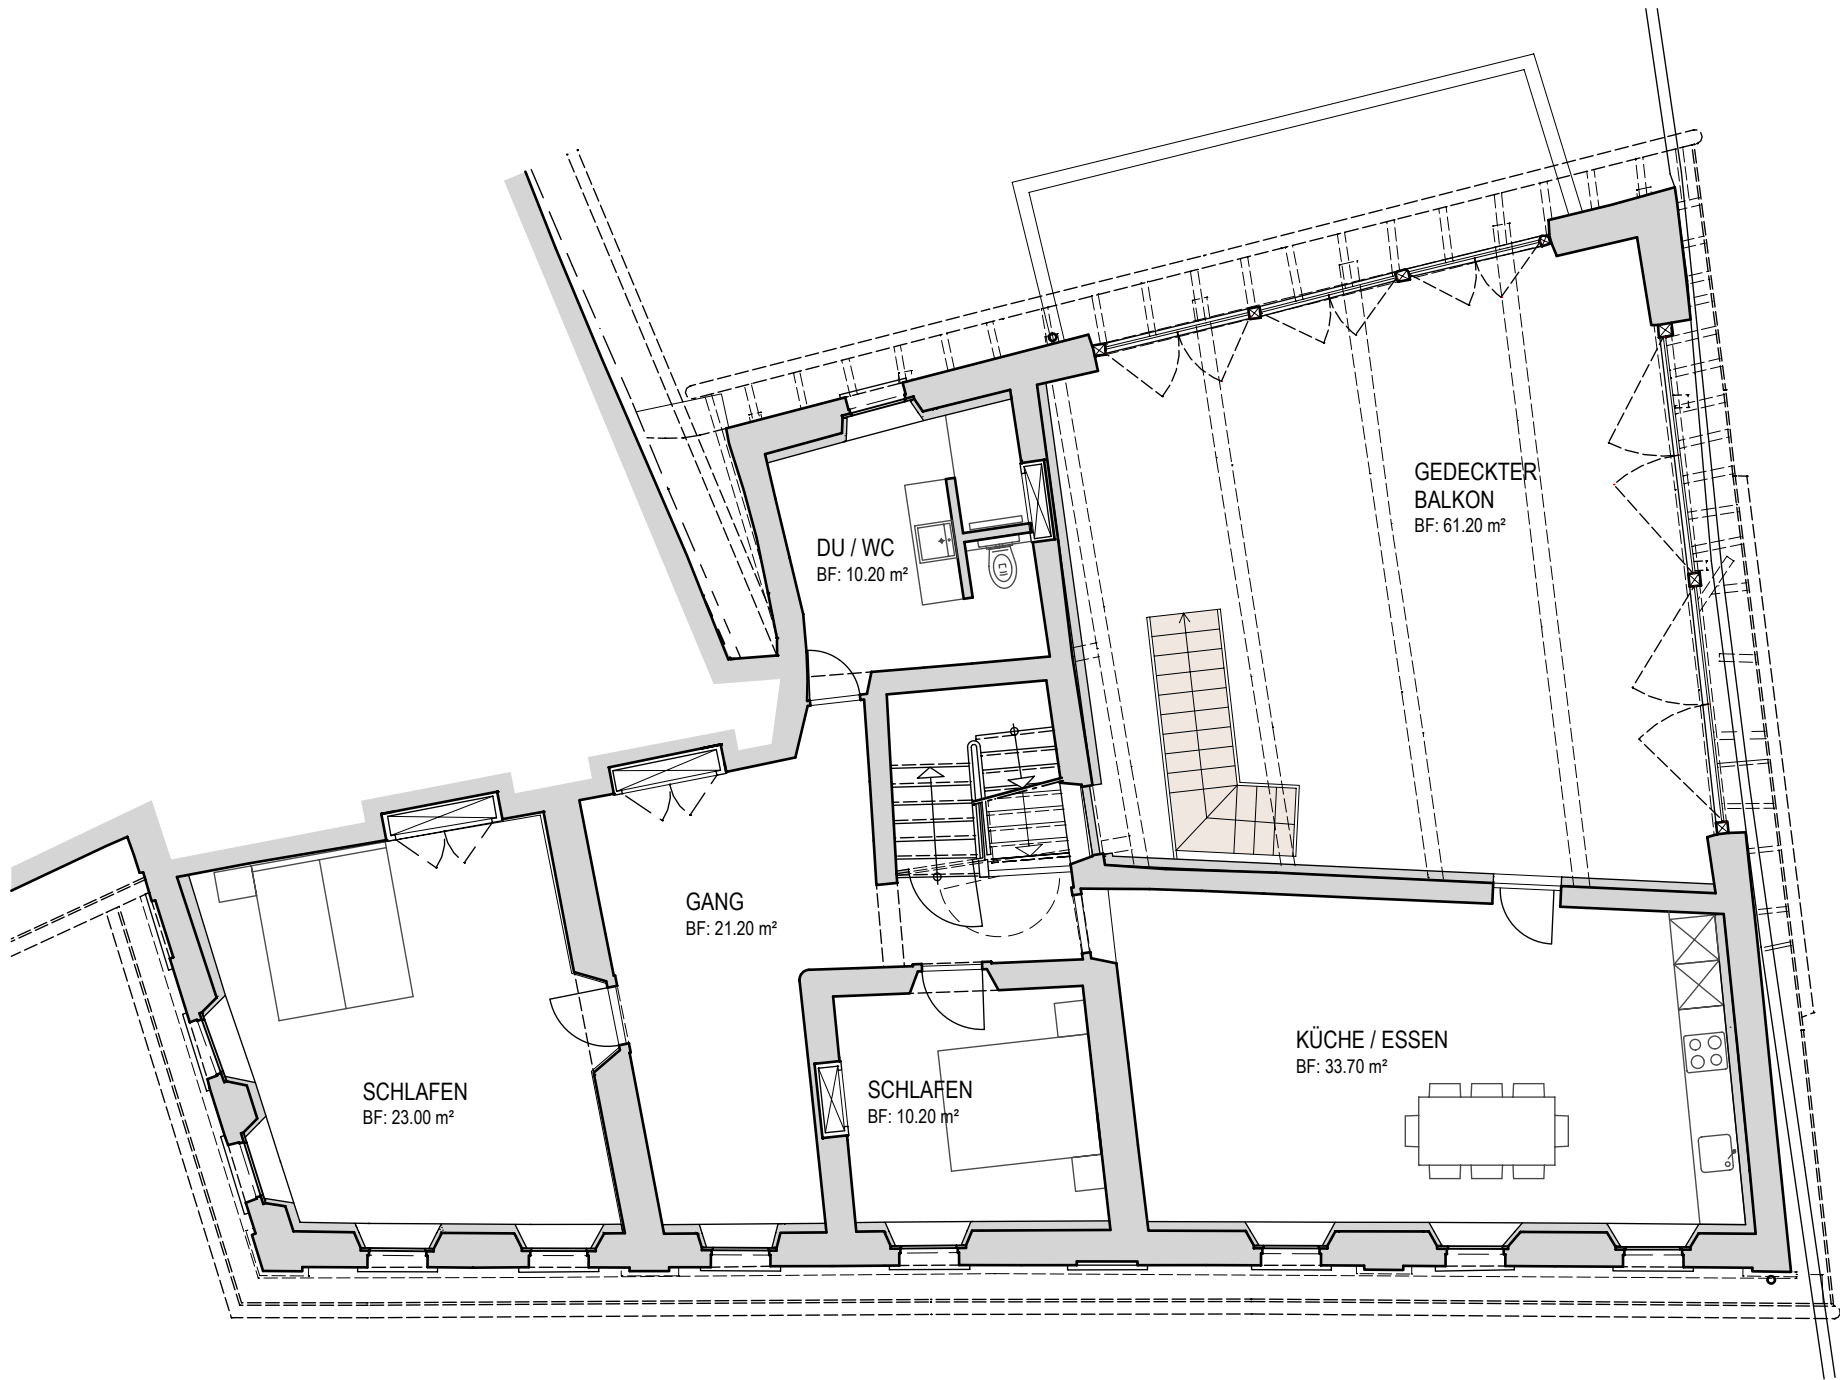 GEDECKTER
BALKON
BF: 61.20 m²
DU / WC
BF: 10.20 m²
GANG
BF: 21.20 m²
KÜCHE / ESSEN
BF: 33.70 m²
SCHLAFEN
BF: 23.00 m²
SCHLAFEN
BF: 10.20 m²